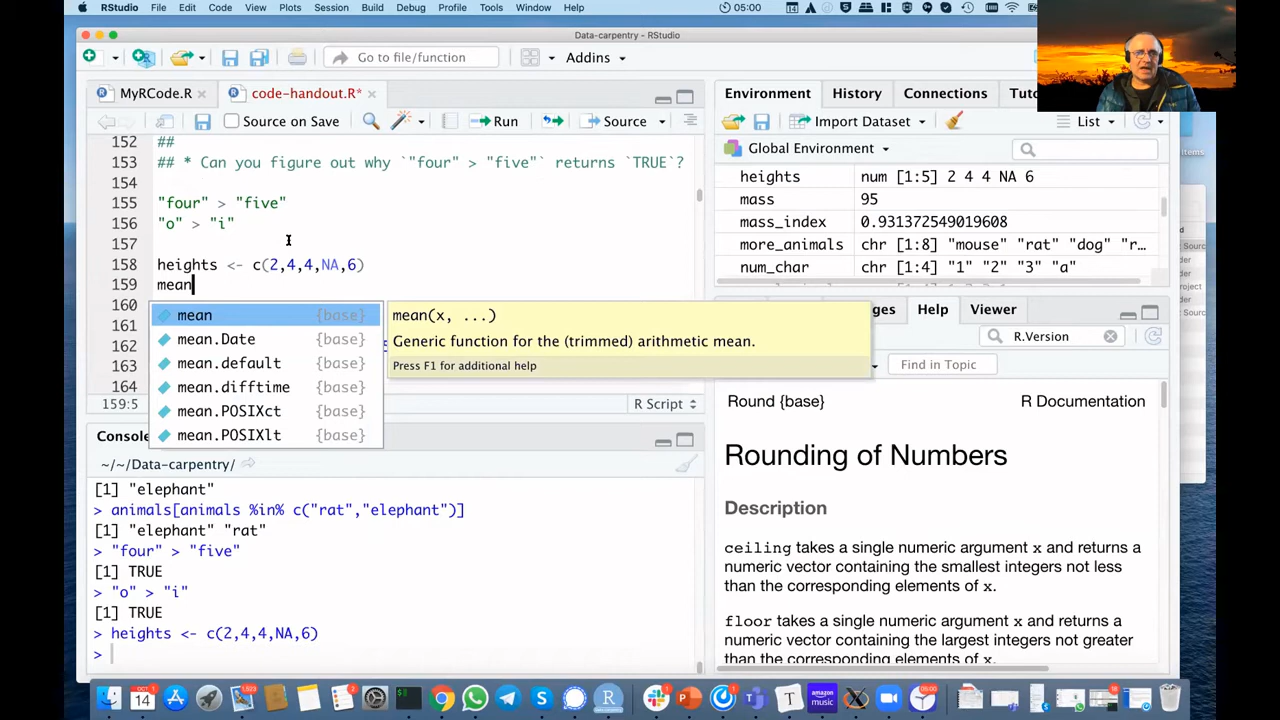 RStudio File Edit Code View Plots Session Build Debug Profile Tools Window Help 05:00
Data-carpentry - RStudio
Go to file/function Addins
MyRCode.R code-handout.R*
Source on Save Run Source
152 ##
153 ## * Can you figure out why `"four" > "five"` returns `TRUE`?
154
155 "four" > "five"
156 "o" > "i"
157
158 heights <- c(2,4,4,NA,6)
159 mean
160
161
162
163
164
mean {base}
mean.Date {base}
mean.default {base}
mean.difftime {base}
mean.POSIXct {base}
mean.POSIXlt {base}
mean(x, ...)
Generic function for the (trimmed) arithmetic mean.
Press F1 for additional help
159:5 R Script
Console
~/~/Data-carpentry/
[1] "elephant"
> animals[animals %in% c("rat","elephant")]
[1] "elephant" "rat"
> "four" > "five"
[1] TRUE
> "o" > "i"
[1] TRUE
> heights <- c(2,4,4,NA,6)
>
Environment History Connections Tuto
Import Dataset List
Global Environment
heights num [1:5] 2 4 4 NA 6
mass 95
mass_index 0.931372549019608
more_animals chr [1:8] "mouse" "rat" "dog" "r...
num_char chr [1:4] "1" "2" "3" "a"
ges Help Viewer
R.Version
Find in Topic
Round {base} R Documentation
Rounding of Numbers
Description
ceiling takes a single numeric argument x and returns a
numeric vector containing the smallest integers not less
than the corresponding elements of x.
floor takes a single numeric argument x and returns a
numeric vector containing the largest integers not greater
than the corresponding elements of x.
amazon
music